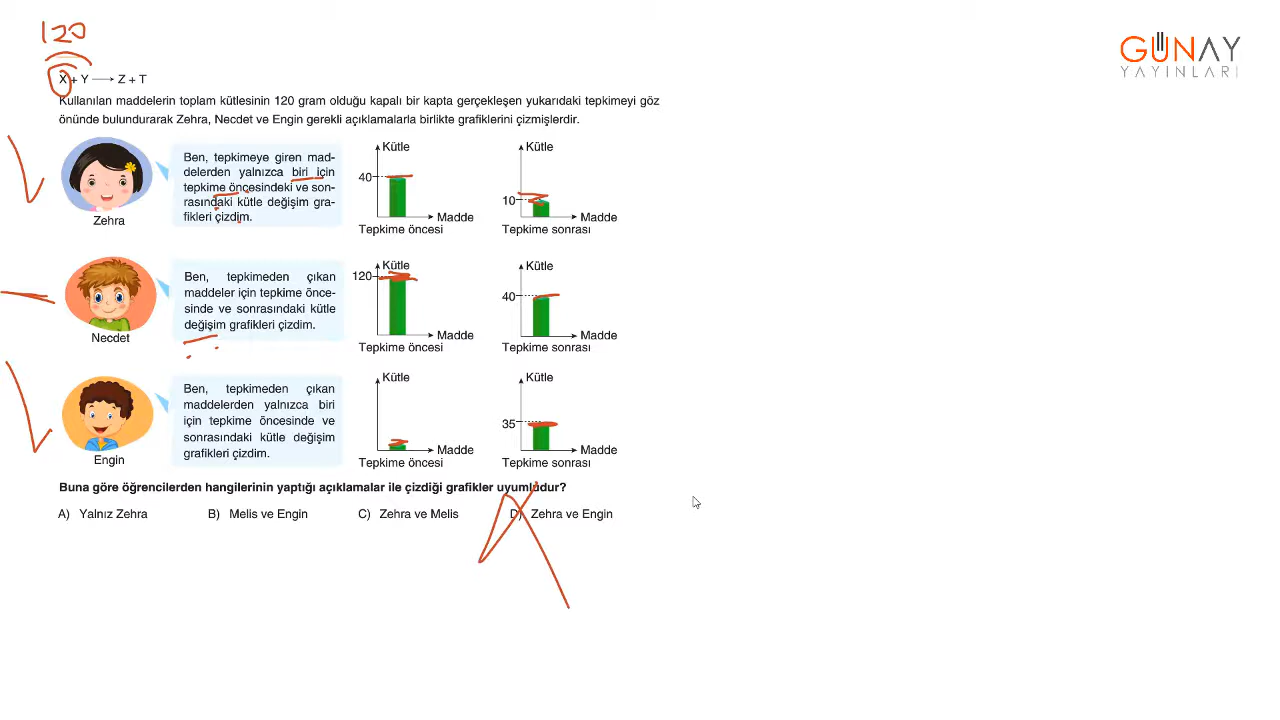 120
GÜNAY
YAYINLARI
X + Y ⟶ Z + T
Kullanılan maddelerin toplam kütlesinin 120 gram olduğu kapalı bir kapta gerçekleşen yukarıdaki tepkimeyi göz
önünde bulundurarak Zehra, Necdet ve Engin gerekli açıklamalarla birlikte grafiklerini çizmişlerdir.
Zehra
Ben, tepkimeye giren mad-
delerden yalnızca biri için
tepkime öncesindeki ve son-
rasındaki kütle değişim gra-
fikleri çizdim.
Kütle
40
Madde
Tepkime öncesi
Kütle
10
Madde
Tepkime sonrası
Necdet
Ben, tepkimeden çıkan
maddeler için tepkime önce-
sinde ve sonrasındaki kütle
değişim grafikleri çizdim.
Kütle
120
Madde
Tepkime öncesi
Kütle
40
Madde
Tepkime sonrası
Engin
Ben, tepkimeden çıkan
maddelerden yalnızca biri
için tepkime öncesinde ve
sonrasındaki kütle değişim
grafikleri çizdim.
Kütle
Madde
Tepkime öncesi
Kütle
35
Madde
Tepkime sonrası
Buna göre öğrencilerden hangilerinin yaptığı açıklamalar ile çizdiği grafikler uyumludur?
A) Yalnız Zehra
B) Melis ve Engin
C) Zehra ve Melis
D) Zehra ve Engin